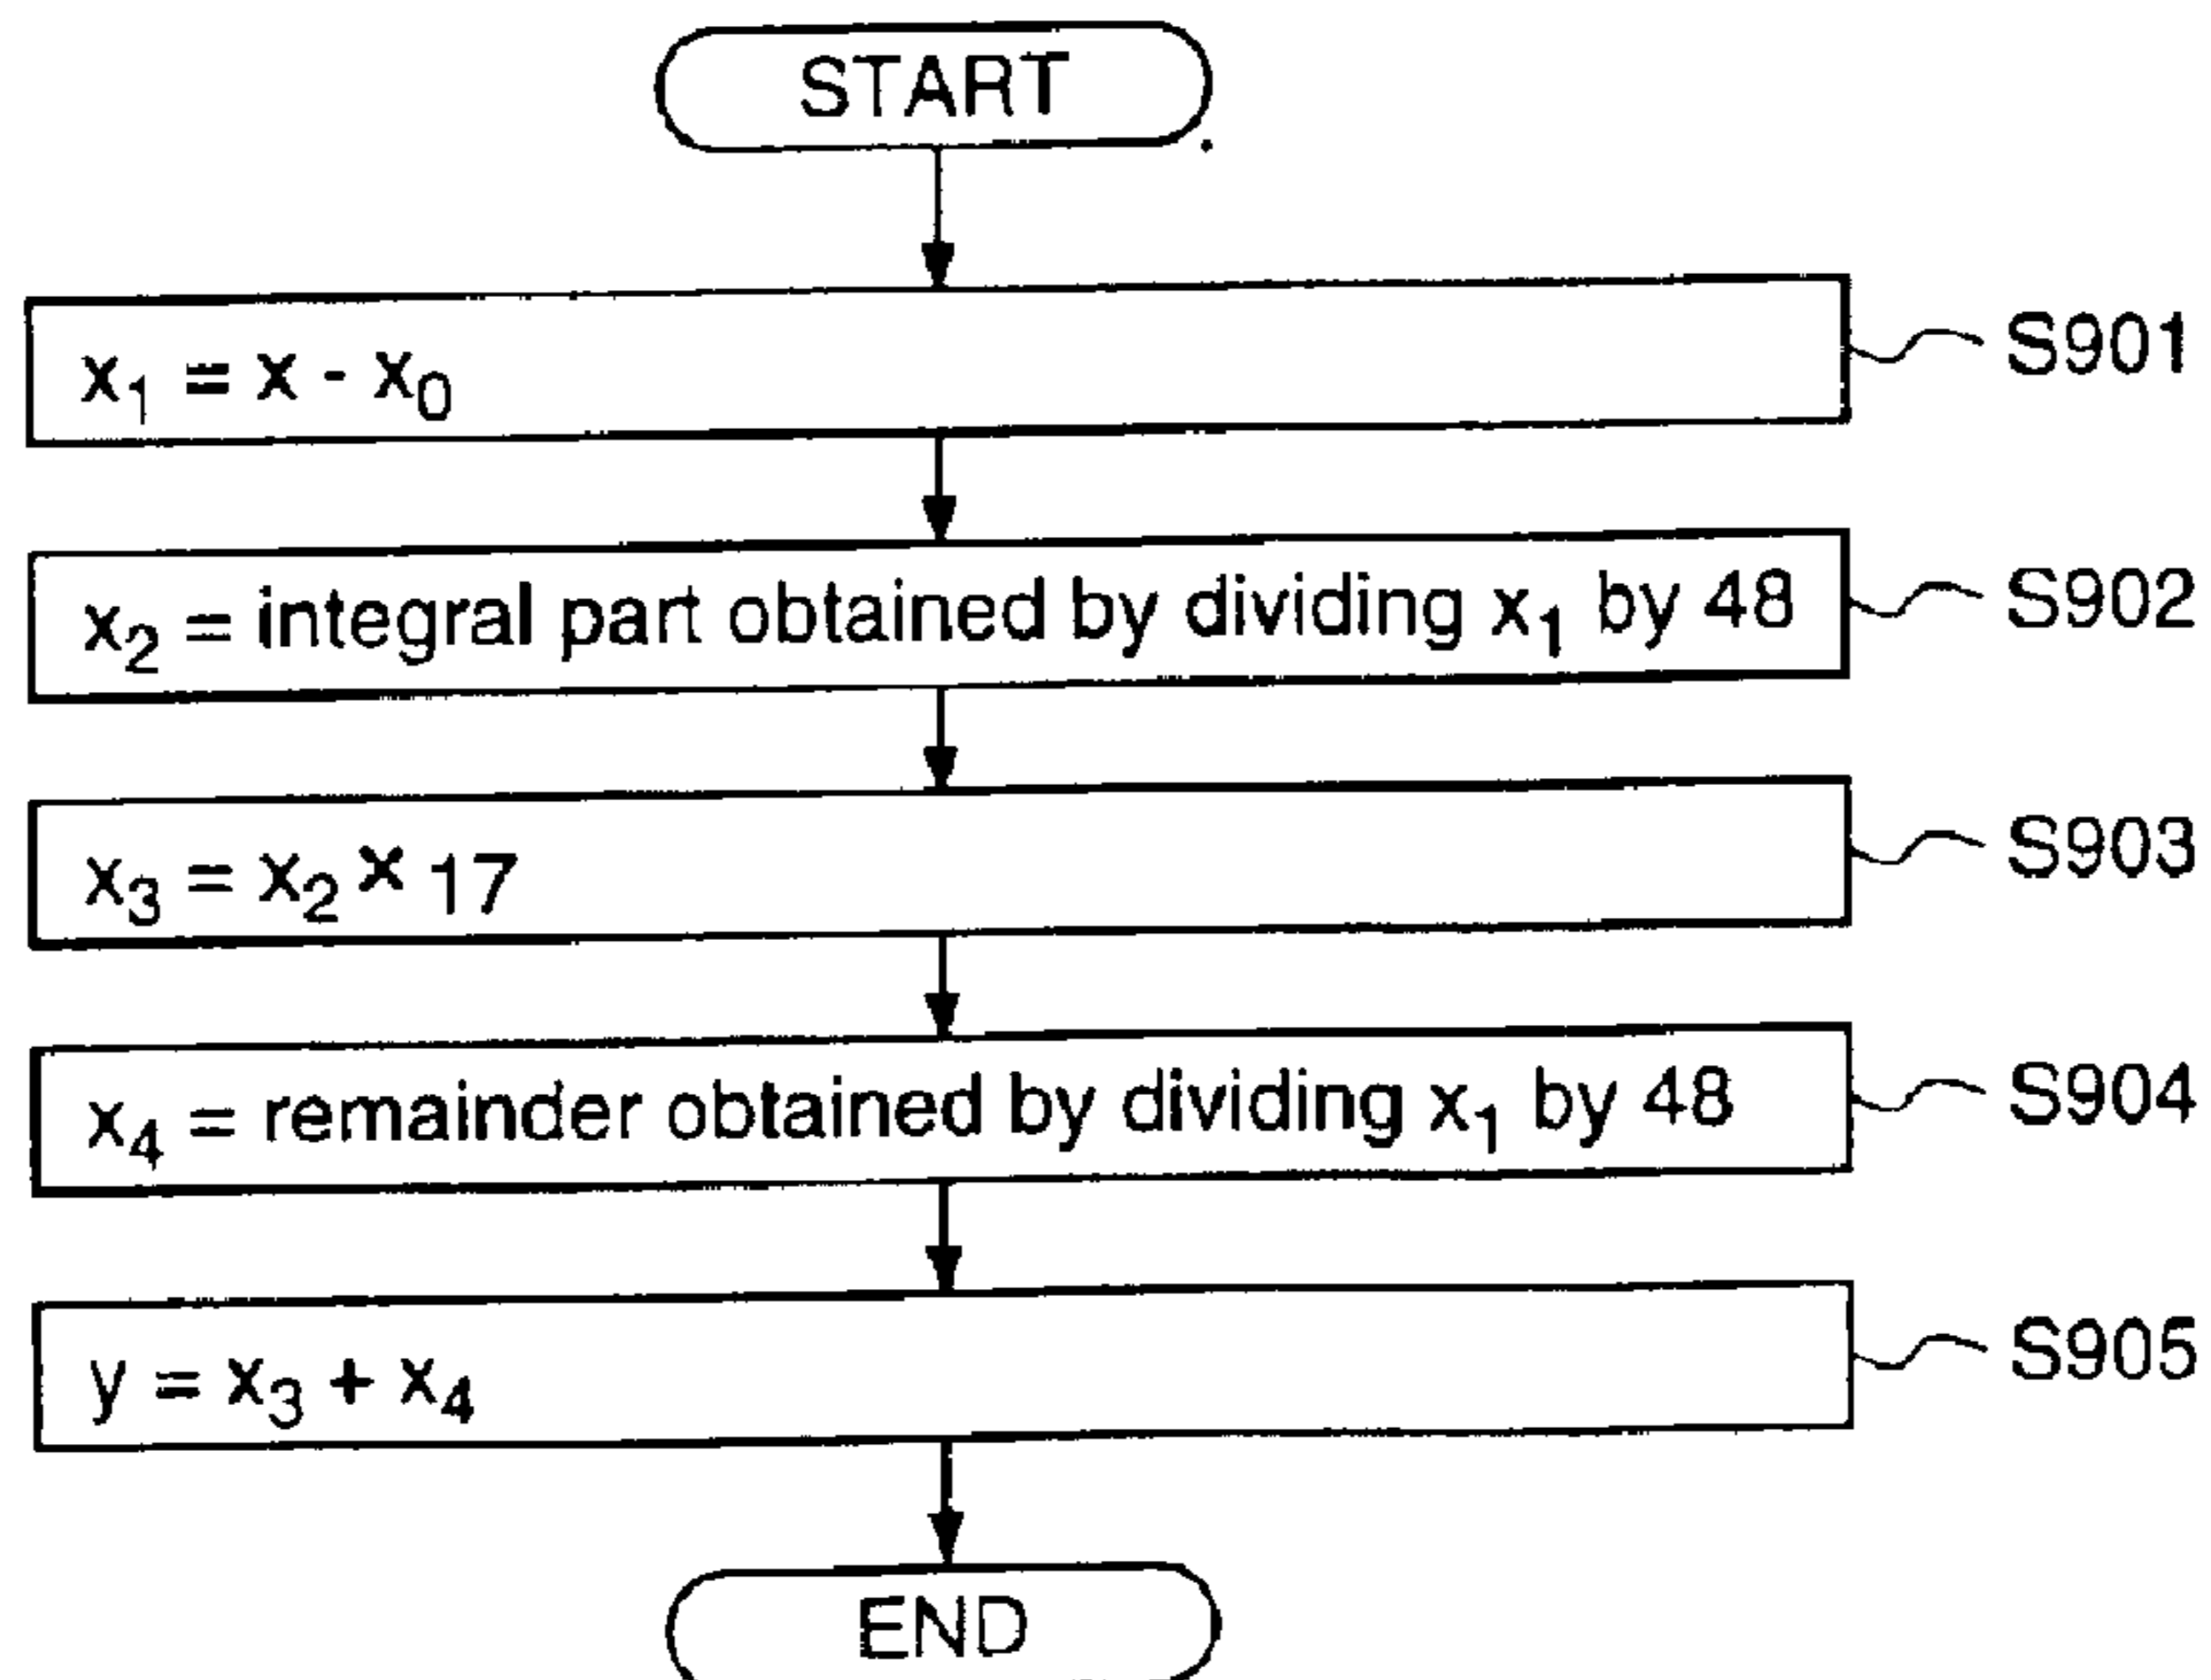 START
x₁ = x - x₀
S901
x₂ = integral part obtained by dividing x₁ by 48
S902
x₃ = x₂ × 17
S903
x₄ = remainder obtained by dividing x₁ by 48
S904
y = x₃ + x₄
S905
END